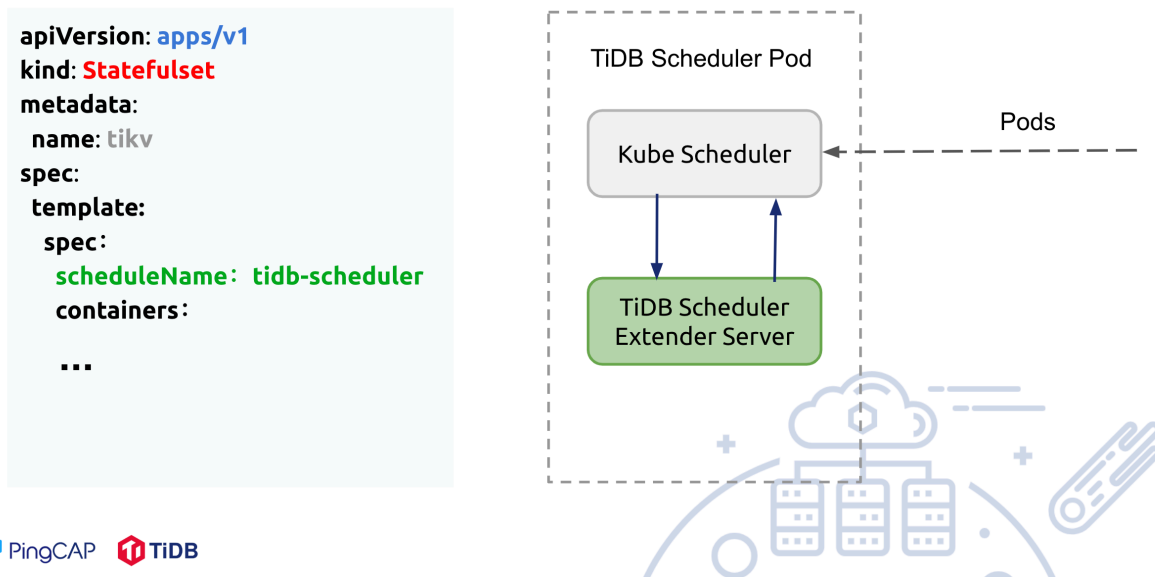 apiVersion: apps/v1
kind: Statefulset
metadata:
name: tikv
spec:
template:
spec：
scheduleName： tidb-scheduler
containers：
...
TiDB Scheduler Pod
Kube Scheduler
Pods
TiDB Scheduler
Extender Server
PingCAP
TiDB